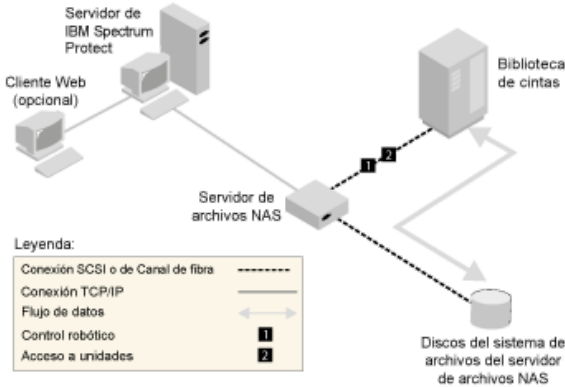 Servidor de
IBM Spectrum
Protect
Cliente Web
(opcional)
Biblioteca
de cintas
1
2
Servidor de
archivos NAS
Leyenda:
Conexión SCSI o de Canal de fibra
Conexión TCP/IP
Flujo de datos
Control robótico 1
Acceso a unidades 2
Discos del sistema de
archivos del servidor
de archivos NAS